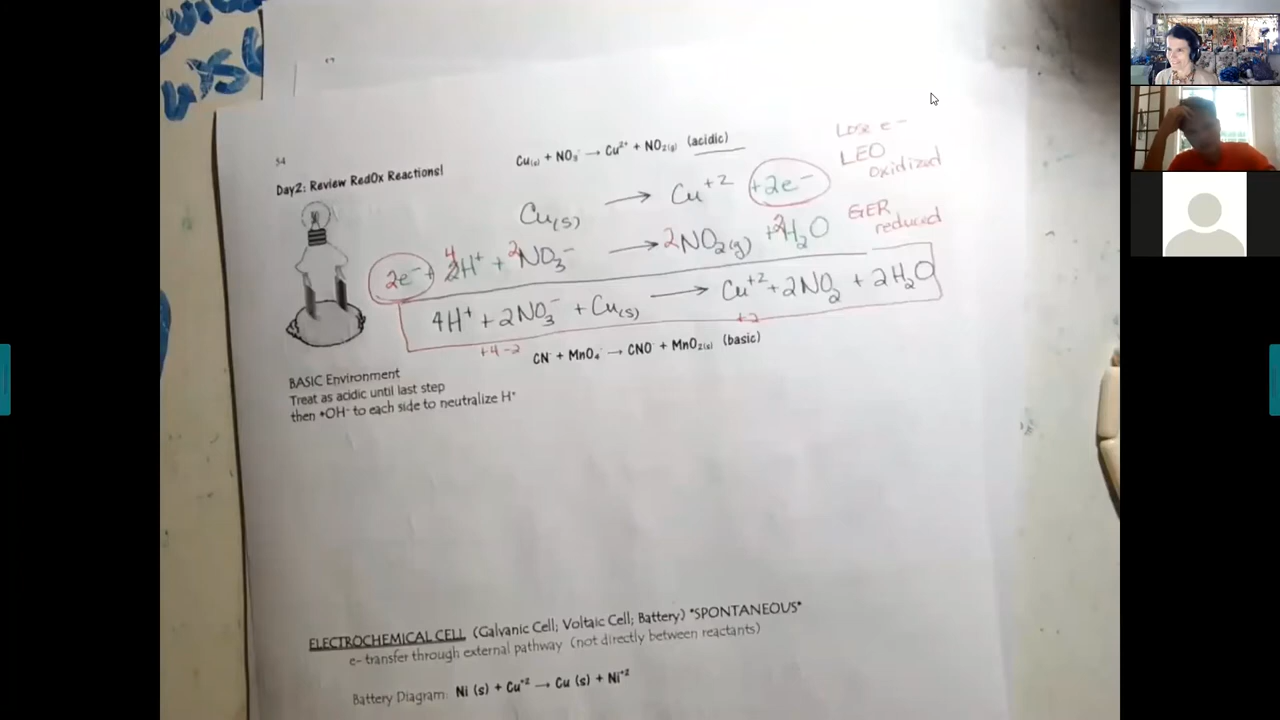 54
Day2: Review RedOx Reactions!
Cu(s) + NO3- → Cu2+ + NO2(g) (acidic)
Lose e-
LEO
oxidized
Cu(s) → Cu+2 +2e-
GER
reduced
2e- + 4H+ + 2NO3- → 2NO2(g) +2H2O
4H+ + 2NO3- + Cu(s) → Cu+2 + 2NO2 + 2H2O
+4 -2
+2
CN- + MnO4- → CNO- + MnO2(s) (basic)
BASIC Environment
Treat as acidic until last step
then +OH- to each side to neutralize H+
ELECTROCHEMICAL CELL (Galvanic Cell; Voltaic Cell; Battery) *SPONTANEOUS*
e- transfer through external pathway (not directly between reactants)
Battery Diagram: Ni (s) + Cu+2 → Cu (s) + Ni+2